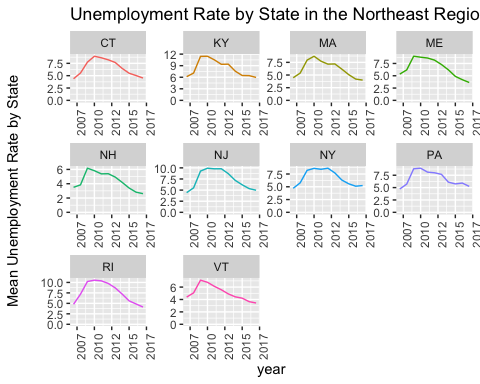 Unemployment Rate by State in the Northeast Regio
CT KY MA ME
7.5 5.0 2.5 0.0
12 9 6 3 0
7.5 5.0 2.5 0.0
7.5 5.0 2.5 0.0
2007 2010 2012 2015 2017
2007 2010 2012 2015 2017
2007 2010 2012 2015 2017
2007 2010 2012 2015 2017
NH NJ NY PA
6 4 2 0
10.0 7.5 5.0 2.5 0.0
7.5 5.0 2.5 0.0
7.5 5.0 2.5 0.0
2007 2010 2012 2015 2017
2007 2010 2012 2015 2017
2007 2010 2012 2015 2017
2007 2010 2012 2015 2017
RI VT
10.0 7.5 5.0 2.5 0.0
6 4 2 0
2007 2010 2012 2015 2017
2007 2010 2012 2015 2017
Mean Unemployment Rate by State
year